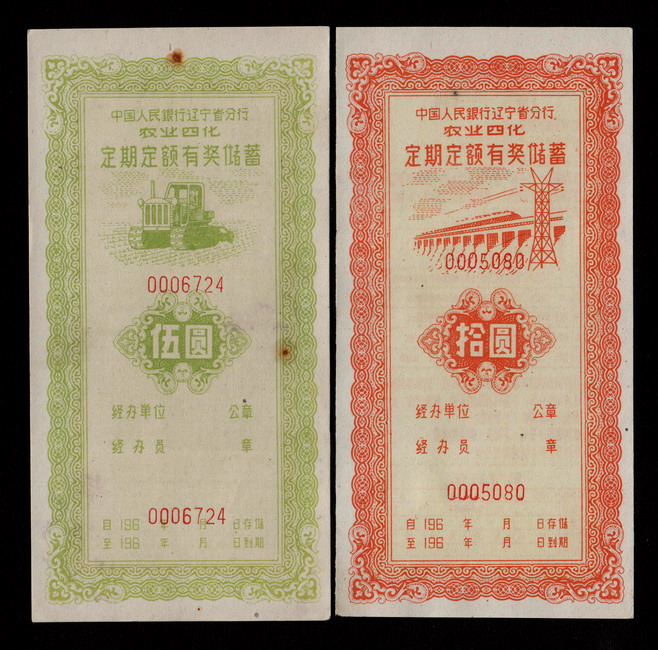 中国人民銀行辽宁省分行
农业四化
定期定额有奖储蓄
0006724
伍圆
经办单位 公章
经办员 章
0006724
自196 年 月 日存储
至196 年 月 日到期
中国人民銀行辽宁省分行
农业四化
定期定额有奖储蓄
0005080
拾圆
经办单位 公章
经办员 章
0005080
自196 年 月 日存储
至196 年 月 日到期